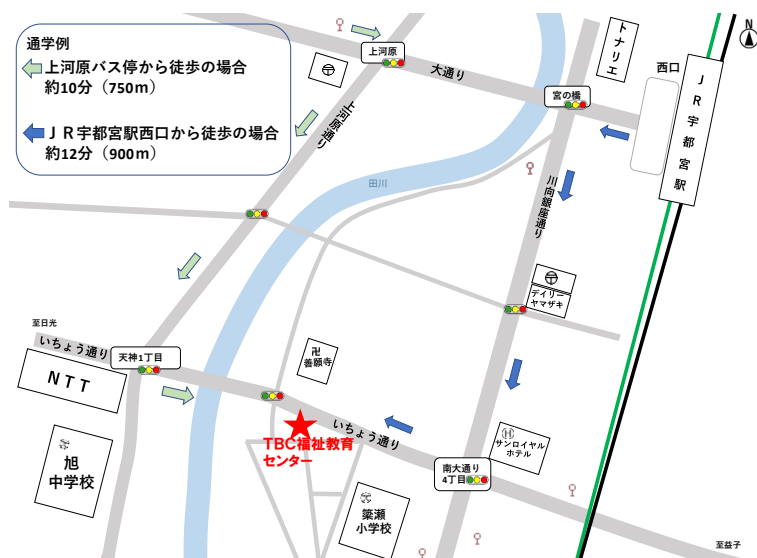 通学例
上河原バス停から徒歩の場合
約10分（750ｍ）
ＪＲ宇都宮駅西口から徒歩の場合
約12分（900ｍ）
上河原
大通り
トナリエ
N
西口
宮の橋
ＪＲ宇都宮駅
上河原通り
田川
川向銀座通り
デイリー
ヤマザキ
至日光
いちょう通り
天神1丁目
NTT
卍
善願寺
TBC福祉教育
センター
いちょう通り
サンロイヤル
ホテル
旭
中学校
南大通り
4丁目
簗瀬
小学校
至益子